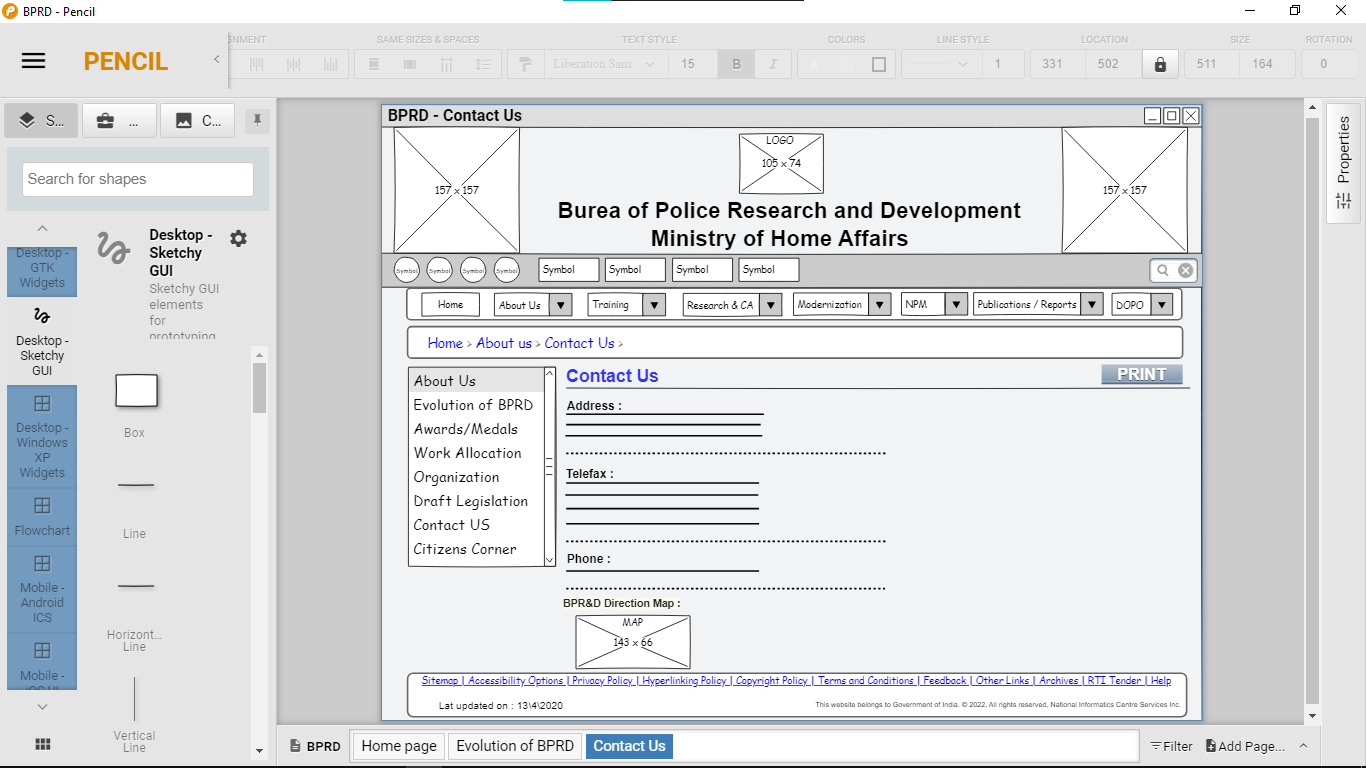 BPRD - Pencil
PENCIL
NMENT
SAME SIZES & SPACES
TEXT STYLE
COLORS
LINE STYLE
LOCATION
SIZE
ROTATION
Liberation Sans
15
B
I
1
331
502
511
164
0
S...
...
C...
Search for shapes
Desktop - GTK Widgets
Desktop - Sketchy GUI
Desktop - Windows XP Widgets
Flowchart
Mobile - Android ICS
Mobile -
Desktop - Sketchy GUI
Sketchy GUI elements for prototyping
Box
Line
Horizont... Line
Vertical Line
BPRD - Contact Us
157 x 157
LOGO
105 x 74
157 x 157
Burea of Police Research and Development
Ministry of Home Affairs
Symbol Symbol Symbol Symbol
Symbol Symbol Symbol Symbol
Home About Us Training Research & CA Modernization NPM Publications / Reports DOPO
Home > About us > Contact Us >
About Us
Evolution of BPRD
Awards/Medals
Work Allocation
Organization
Draft Legislation
Contact US
Citizens Corner
Contact Us
PRINT
Address :
Telefax :
Phone :
BPR&D Direction Map :
MAP
143 x 66
Sitemap | Accessibility Options | Privacy Policy | Hyperlinking Policy | Copyright Policy | Terms and Conditions | Feedback | Other Links | Archives | RTI Tender | Help
Lat updated on : 13\4\2020
This website belongs to Government of India. © 2022, All rights reserved, National Informatics Centre Services Inc.
Properties
BPRD
Home page
Evolution of BPRD
Contact Us
Filter
Add Page...